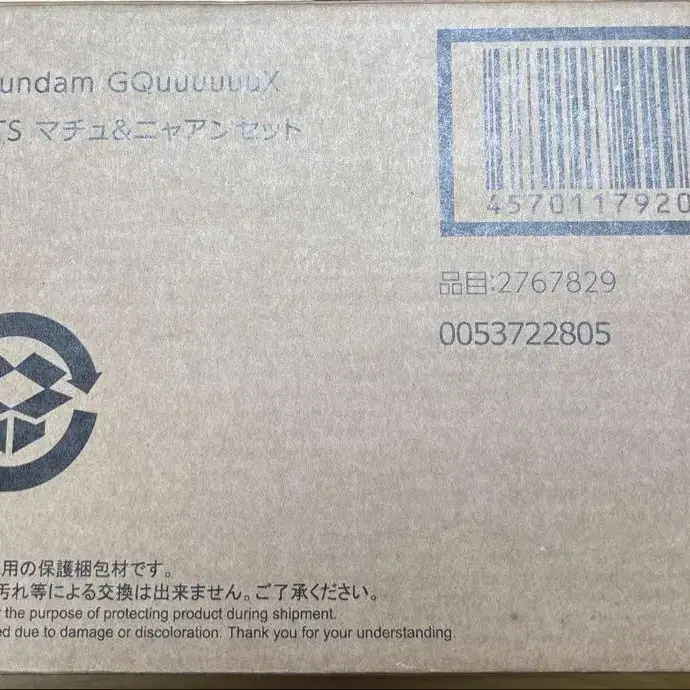 undam GQuuuuuuX
TS マチュ&ニャアンセット
4570117920
品目:2767829
0053722805
用の保護梱包材です。
汚れ等による交換は出来ません。ご了承ください。
the purpose of protecting product during shipment.
ed due to damage or discoloration. Thank you for your understanding